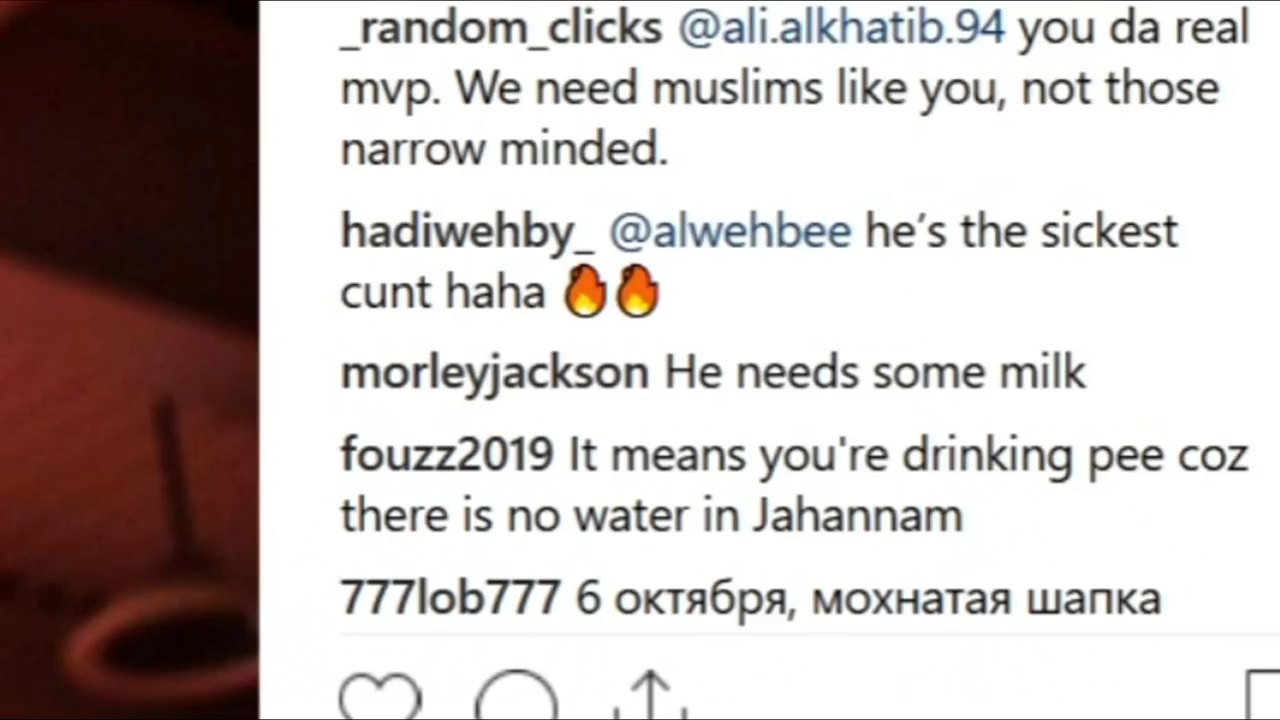 _random_clicks @ali.alkhatib.94 you da real
mvp. We need muslims like you, not those
narrow minded.
hadiwehby_ @alwehbee he’s the sickest
cunt haha 🔥🔥
morleyjackson He needs some milk
fouzz2019 It means you're drinking pee coz
there is no water in Jahannam
777lob777 6 октября, мохнатая шапка